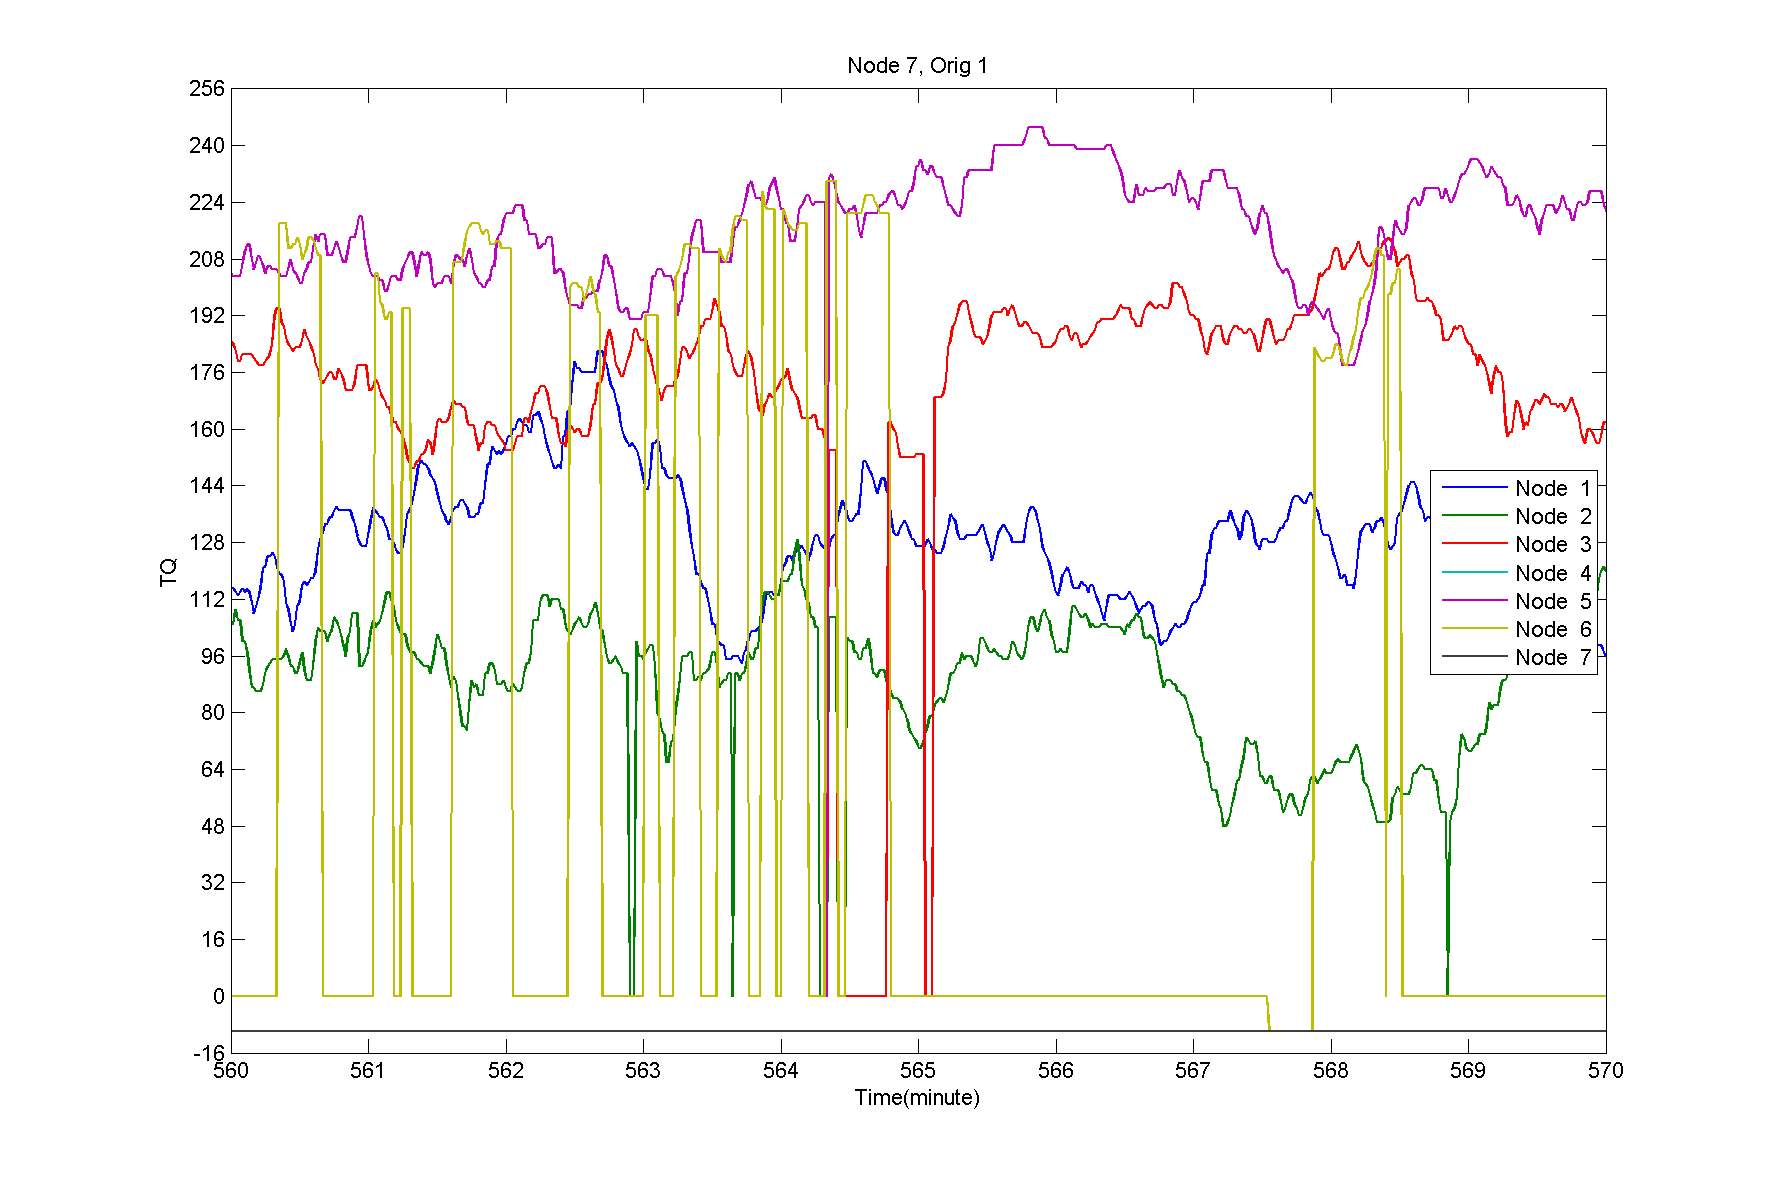 Node 7, Orig 1
256
240
224
208
192
176
160
144
128
112
96
80
64
48
32
16
0
-16
TQ
Node 1
Node 2
Node 3
Node 4
Node 5
Node 6
Node 7
560 561 562 563 564 565 566 567 568 569 570
Time(minute)